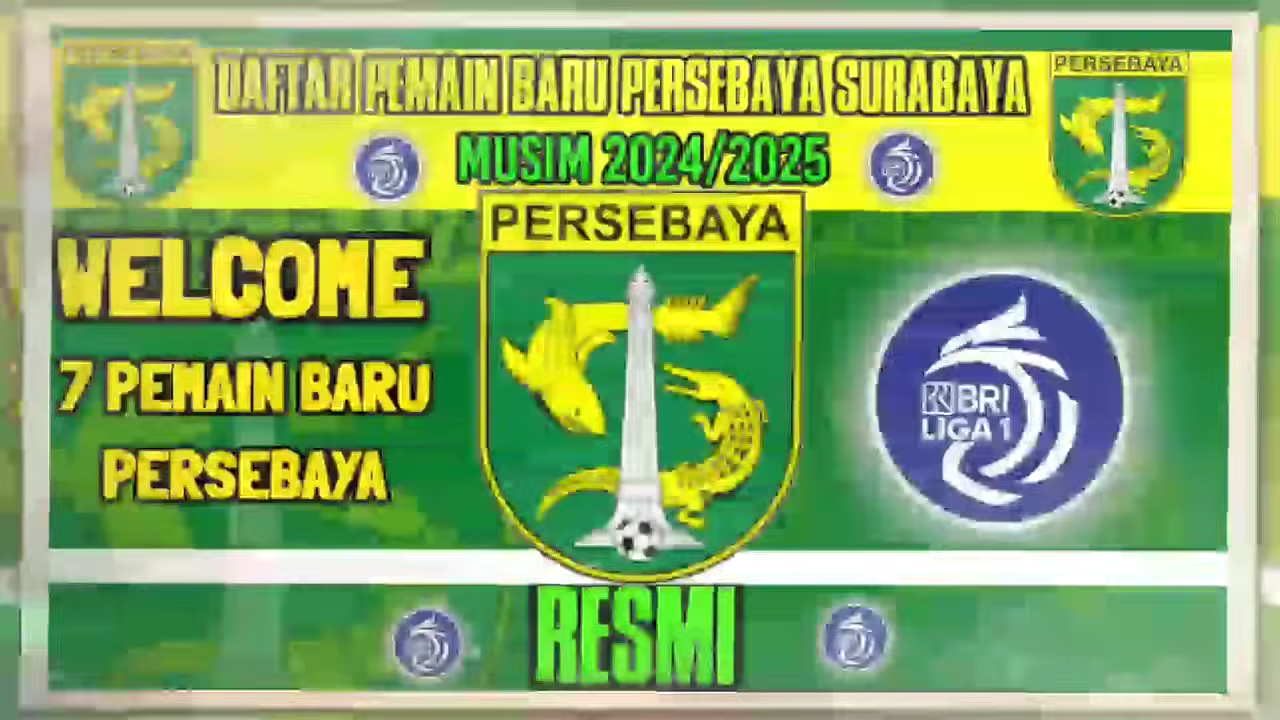 DAFTAR PEMAIN BARU PERSEBAYA SURABAYA
PERSEBAYA
MUSIM 2024/2025
PERSEBAYA
WELCOME
7 PEMAIN BARU
PERSEBAYA
BRI
LIGA 1
RESMI